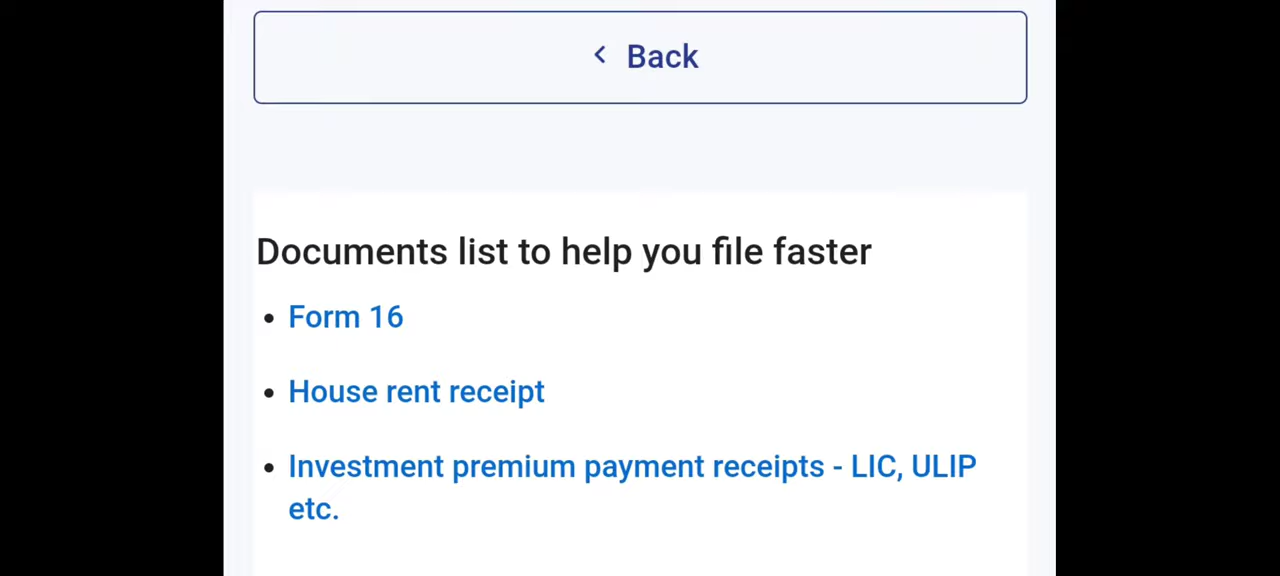 Back
Documents list to help you file faster
Form 16
House rent receipt
Investment premium payment receipts - LIC, ULIP
etc.